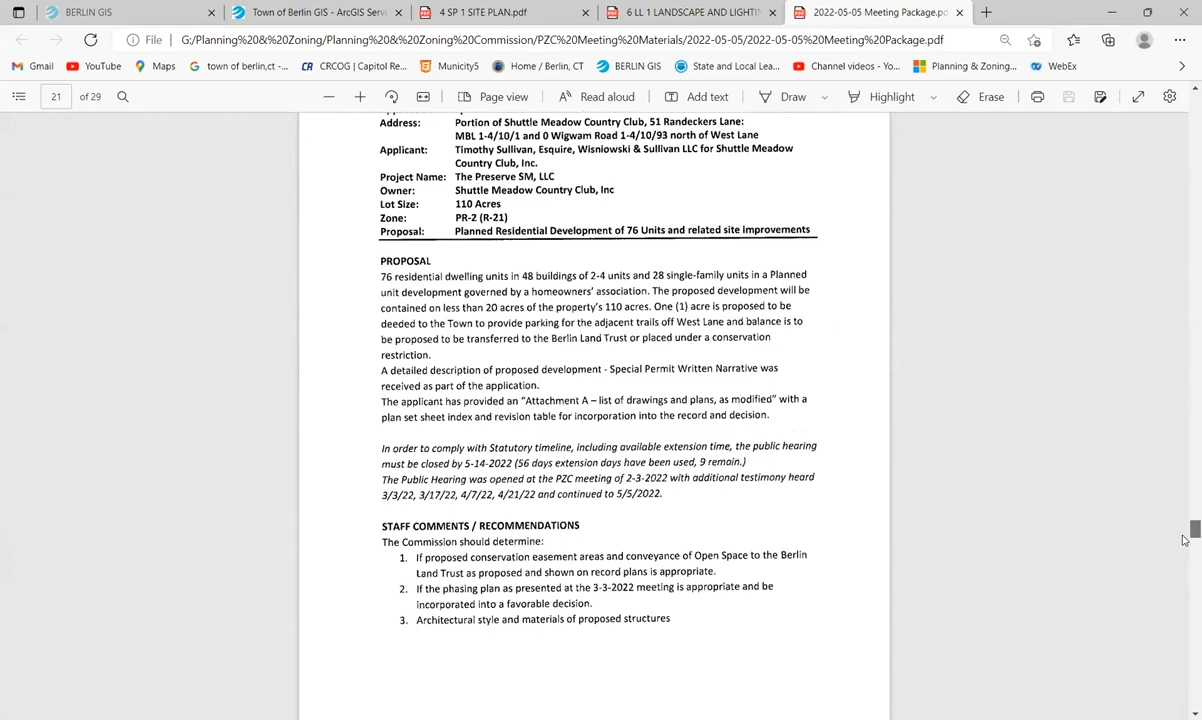 BERLIN GIS
Town of Berlin GIS - ArcGIS Serve
4 SP 1 SITE PLAN.pdf
6 LL 1 LANDSCAPE AND LIGHTIN
2022-05-05 Meeting Package.pd
File G:/Planning%20&%20Zoning/Planning%20&%20Zoning%20Commission/PZC%20Meeting%20Materials/2022-05-05/2022-05-05%20Meeting%20Package.pdf
Gmail YouTube Maps town of berlin,ct -... CRCOG | Capitol Re... Municity5 Home / Berlin, CT BERLIN GIS State and Local Lea... Channel videos - Yo... Planning & Zoning... WebEx
21 of 29 Page view Read aloud Add text Draw Highlight Erase
Address: Portion of Shuttle Meadow Country Club, 51 Randeckers Lane:
MBL 1-4/10/1 and 0 Wigwam Road 1-4/10/93 north of West Lane
Applicant: Timothy Sullivan, Esquire, Wisniowski & Sullivan LLC for Shuttle Meadow
Country Club, Inc.
Project Name: The Preserve SM, LLC
Owner: Shuttle Meadow Country Club, Inc
Lot Size: 110 Acres
Zone: PR-2 (R-21)
Proposal: Planned Residential Development of 76 Units and related site improvements
PROPOSAL
76 residential dwelling units in 48 buildings of 2-4 units and 28 single-family units in a Planned
unit development governed by a homeowners' association. The proposed development will be
contained on less than 20 acres of the property's 110 acres. One (1) acre is proposed to be
deeded to the Town to provide parking for the adjacent trails off West Lane and balance is to
be proposed to be transferred to the Berlin Land Trust or placed under a conservation
restriction.
A detailed description of proposed development - Special Permit Written Narrative was
received as part of the application.
The applicant has provided an "Attachment A – list of drawings and plans, as modified" with a
plan set sheet index and revision table for incorporation into the record and decision.
In order to comply with Statutory timeline, including available extension time, the public hearing
must be closed by 5-14-2022 (56 days extension days have been used, 9 remain.)
The Public Hearing was opened at the PZC meeting of 2-3-2022 with additional testimony heard
3/3/22, 3/17/22, 4/7/22, 4/21/22 and continued to 5/5/2022.
STAFF COMMENTS / RECOMMENDATIONS
The Commission should determine:
1. If proposed conservation easement areas and conveyance of Open Space to the Berlin
Land Trust as proposed and shown on record plans is appropriate.
2. If the phasing plan as presented at the 3-3-2022 meeting is appropriate and be
incorporated into a favorable decision.
3. Architectural style and materials of proposed structures